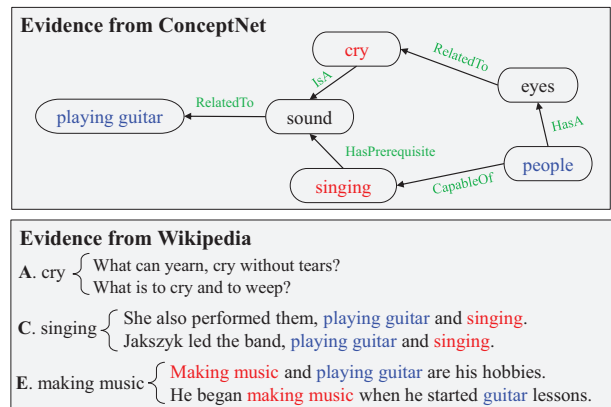 Evidence from ConceptNet
cry
RelatedTo
IsA
eyes
RelatedTo
playing guitar
sound
HasA
HasPrerequisite
people
singing
CapableOf
Evidence from Wikipedia
A. cry
What can yearn, cry without tears?
What is to cry and to weep?
C. singing
She also performed them, playing guitar and singing.
Jakszyk led the band, playing guitar and singing.
E. making music
Making music and playing guitar are his hobbies.
He began making music when he started guitar lessons.